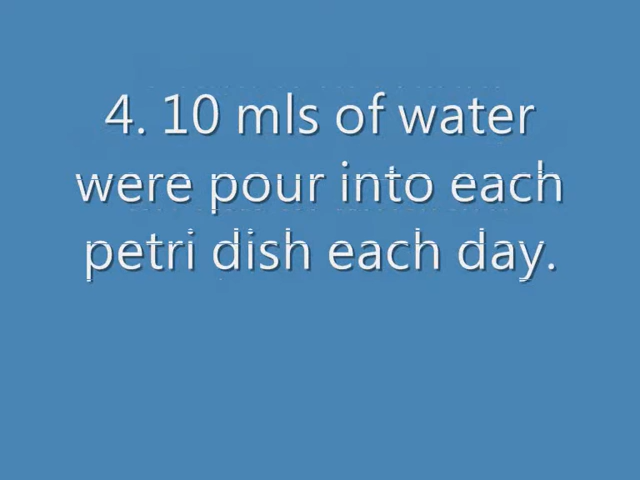 4. 10 mls of water
were pour into each
petri dish each day.